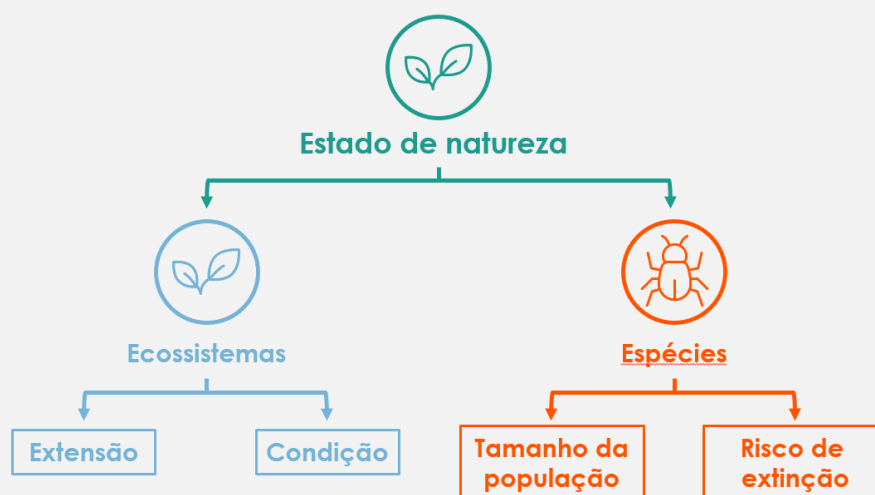 Estado de natureza
Ecossistemas
Espécies
Extensão
Condição
Tamanho da
população
Risco de
extinção